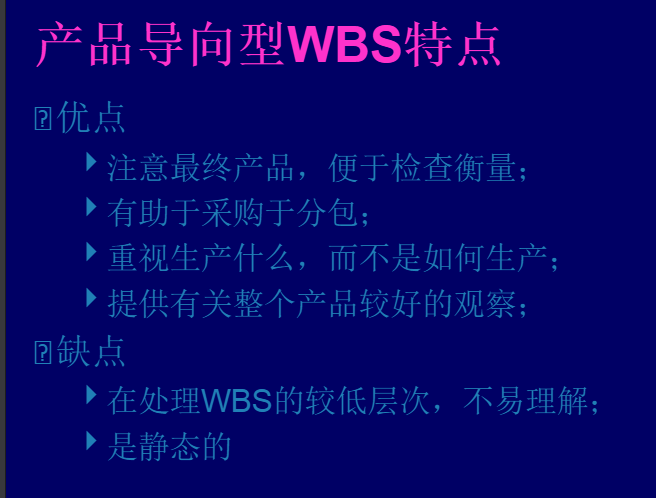 产品导向型WBS特点
优点
注意最终产品，便于检查衡量；
有助于采购于分包；
重视生产什么，而不是如何生产；
提供有关整个产品较好的观察；
缺点
在处理WBS的较低层次，不易理解；
是静态的